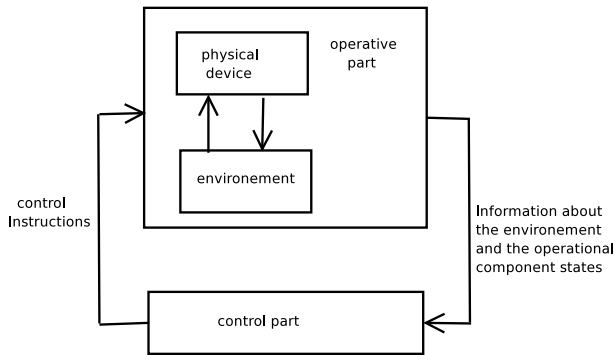 physical
device
operative
part
environement
control
Instructions
Information about
the environement
and the operational
component states
control part